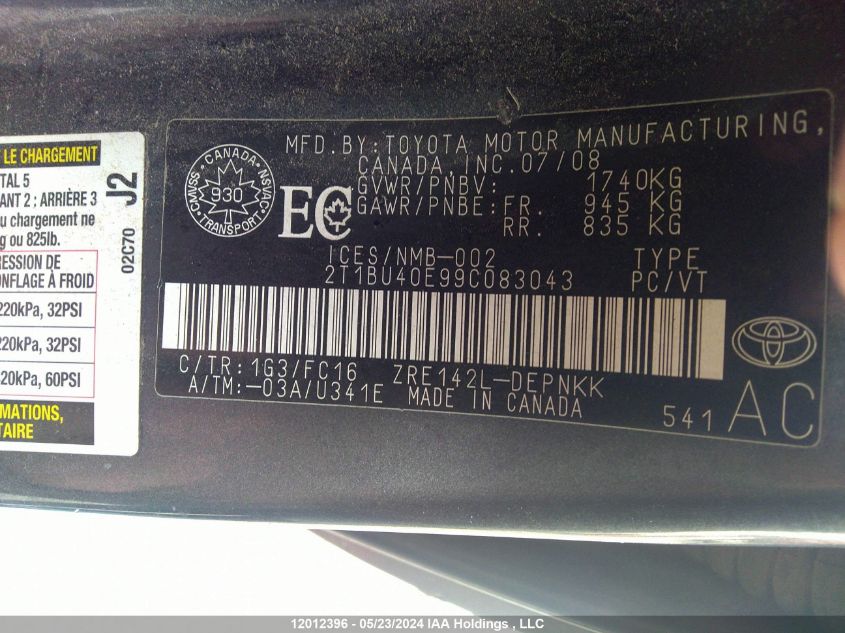 LE CHARGEMENT
TAL 5
ANT 2 ; ARRIÈRE 3
u chargement ne
g ou 825lb.
RESSION DE
ONFLAGE À FROID
220kPa, 32PSI
220kPa, 32PSI
20kPa, 60PSI
MATIONS,
TAIRE
J2
02C70
CANADA
CMVSS
NSVAC
930
TRANSPORT
EC
MFD.BY:TOYOTA MOTOR MANUFACTURING,
CANADA,INC.07/08
GVWR/PNBV: 1740KG
GAWR/PNBE:FR. 945 KG
RR. 835 KG
ICES/NMB-002 TYPE
2T1BU40E99C083043 PC/VT
C/TR:1G3/FC16 ZRE142L-DEPNKK
A/TM:-03A/U341E MADE IN CANADA
541 AC
TOYOTA
12012396 - 05/23/2024 IAA Holdings , LLC